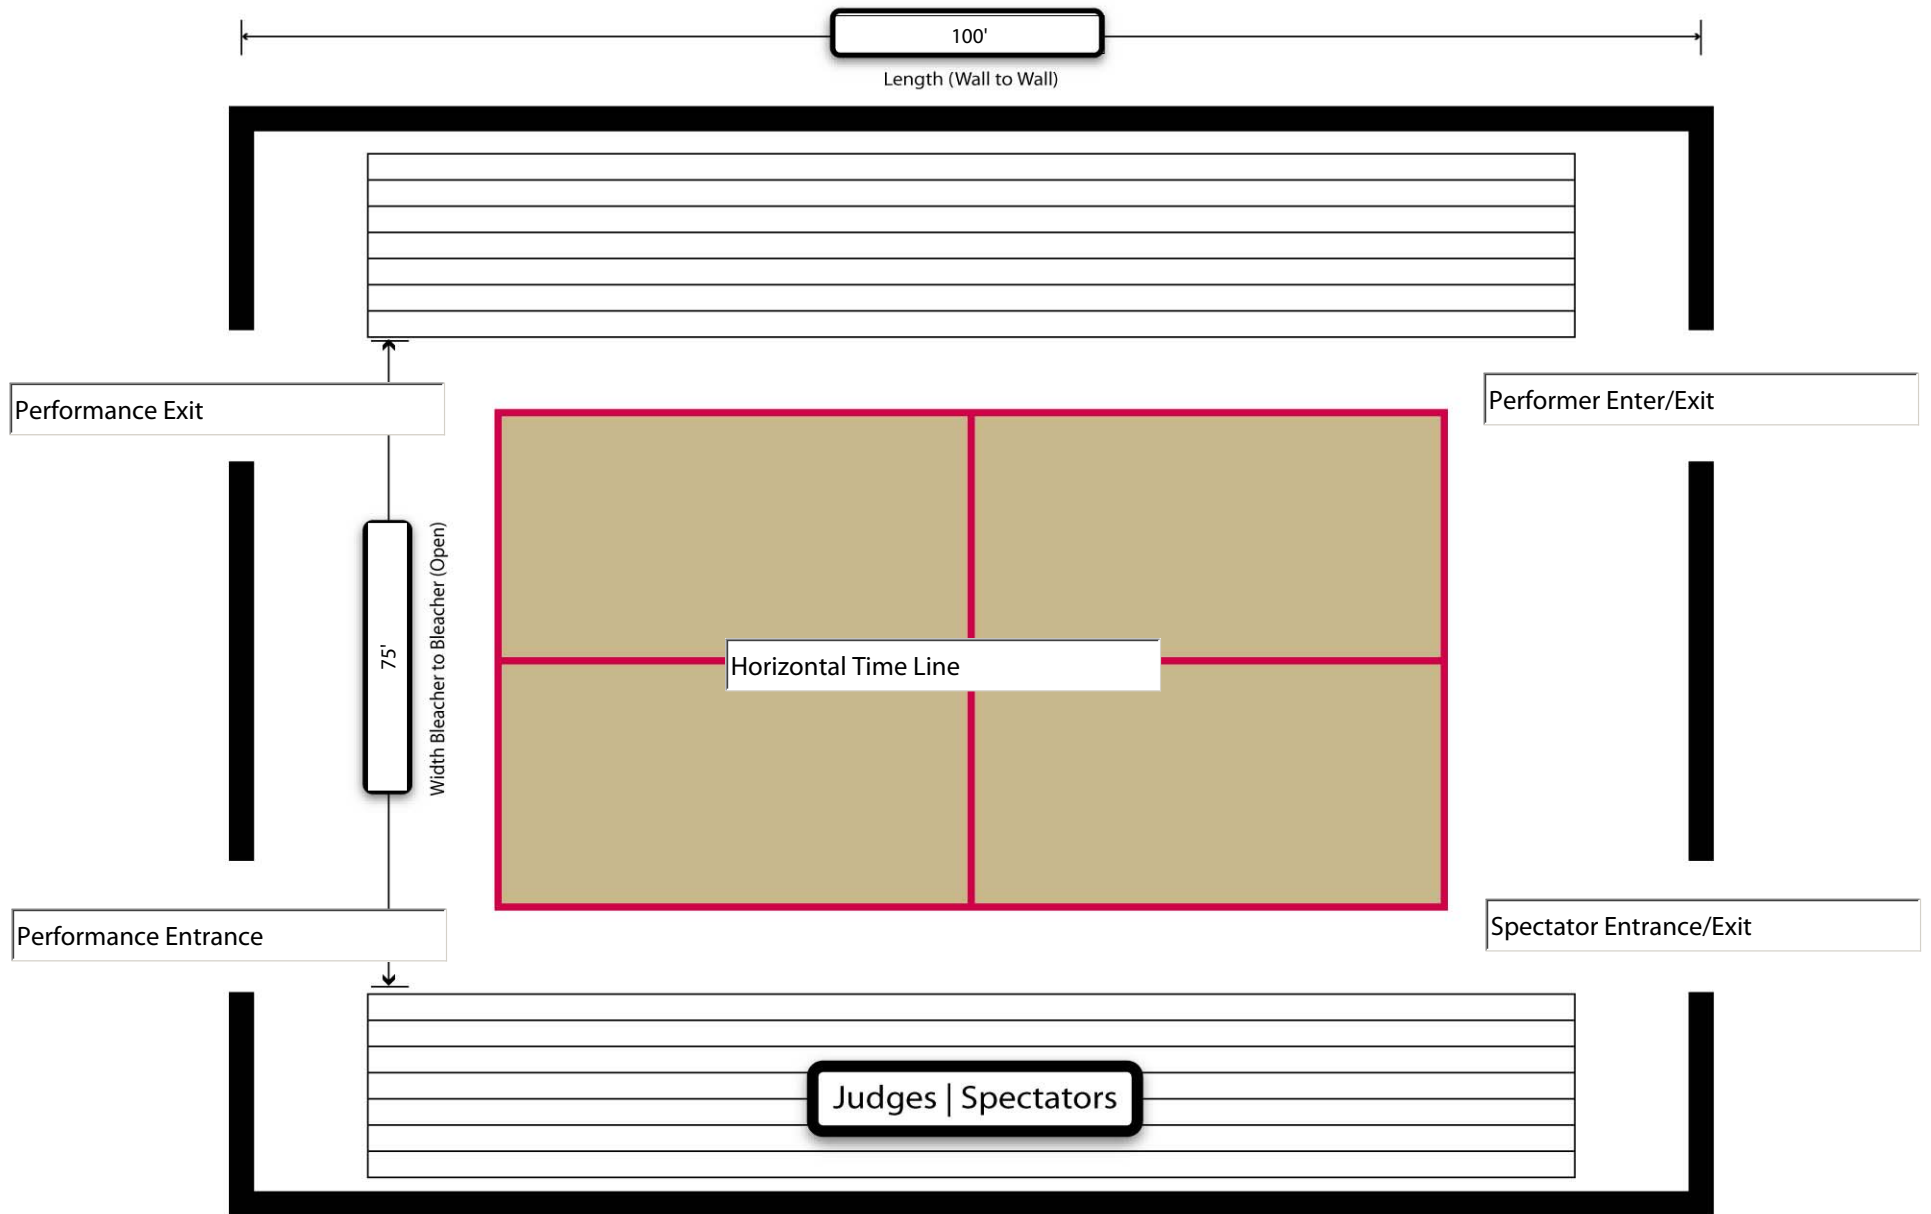 100'
Length (Wall to Wall)
Performance Exit
Performer Enter/Exit
75'
Width Bleacher to Bleacher (Open)
Horizontal Time Line
Performance Entrance
Spectator Entrance/Exit
Judges | Spectators